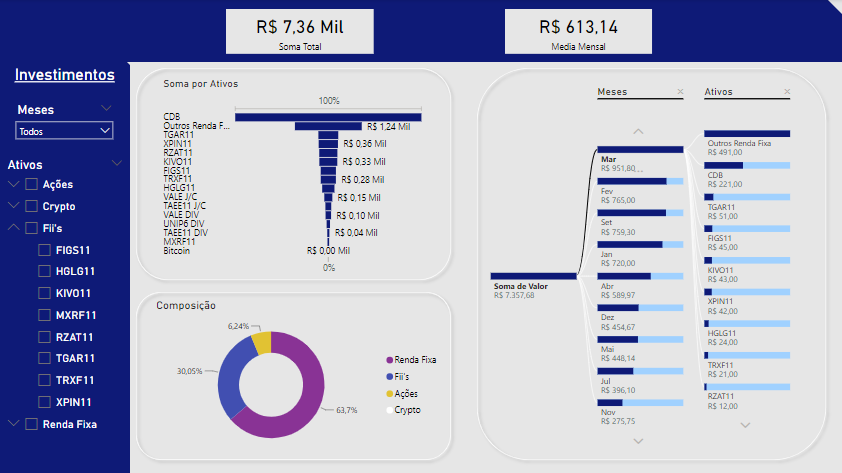 R$ 7,36 Mil
Soma Total
R$ 613,14
Media Mensal
Investimentos
Meses
Todos
Ativos
Ações
Crypto
Fii's
FIGS11
HGLG11
KIVO11
MXRF11
RZAT11
TGAR11
TRXF11
XPIN11
Renda Fixa
Soma por Ativos
100%
CDB
Outros Renda F... R$ 1,24 Mil
TGAR11
XPIN11 R$ 0,36 Mil
RZAT11
KIVO11 R$ 0,33 Mil
FIGS11
TRXF11 R$ 0,28 Mil
HGLG11
VALE J/C R$ 0,15 Mil
TAEE11 J/C
VALE DIV R$ 0,10 Mil
UNIP6 DIV
TAEE11 DIV R$ 0,04 Mil
MXRF11
Bitcoin R$ 0,00 Mil
0%
Composição
6,24%
30,05%
63,7%
Renda Fixa
Fii's
Ações
Crypto
Soma de Valor
R$ 7.357,68
Meses
Mar
R$ 951,80...
Fev
R$ 765,00
Set
R$ 759,30
Jan
R$ 720,00
Abr
R$ 589,97
Dez
R$ 454,67
Mai
R$ 448,14
Jul
R$ 396,10
Nov
R$ 275,75
Ativos
Outros Renda Fixa
R$ 491,00
CDB
R$ 221,00
TGAR11
R$ 51,00
FIGS11
R$ 45,00
KIVO11
R$ 43,00
XPIN11
R$ 42,00
HGLG11
R$ 24,00
TRXF11
R$ 21,00
RZAT11
R$ 12,00